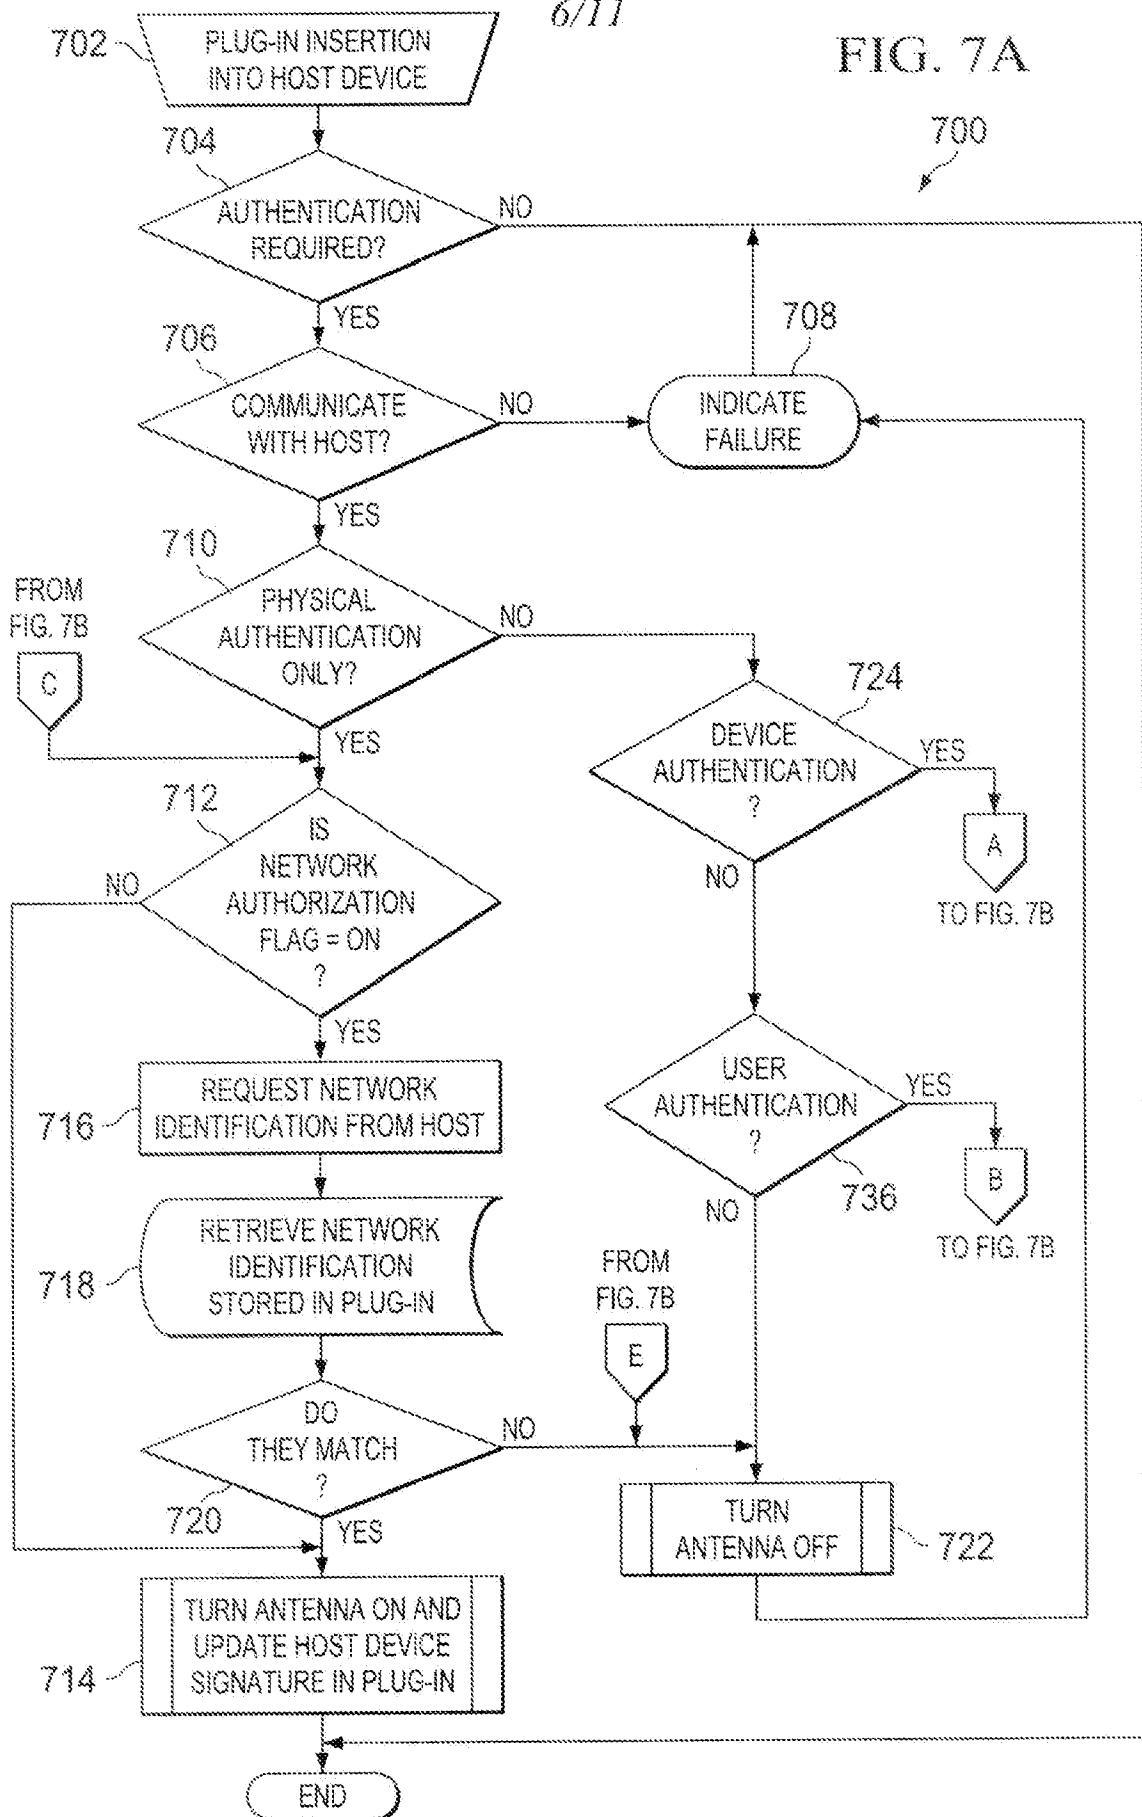 6/11
FIG. 7A
700
702
PLUG-IN INSERTION
INTO HOST DEVICE
704
AUTHENTICATION
REQUIRED?
NO
YES
706
COMMUNICATE
WITH HOST?
NO
YES
708
INDICATE
FAILURE
710
PHYSICAL
AUTHENTICATION
ONLY?
NO
YES
FROM
FIG. 7B
C
712
IS
NETWORK
AUTHORIZATION
FLAG = ON
?
NO
YES
724
DEVICE
AUTHENTICATION
?
YES
NO
A
TO FIG. 7B
716
REQUEST NETWORK
IDENTIFICATION FROM HOST
USER
AUTHENTICATION
?
YES
736
NO
B
TO FIG. 7B
718
RETRIEVE NETWORK
IDENTIFICATION
STORED IN PLUG-IN
FROM
FIG. 7B
E
DO
THEY MATCH
?
NO
720
YES
TURN
ANTENNA OFF
722
714
TURN ANTENNA ON AND
UPDATE HOST DEVICE
SIGNATURE IN PLUG-IN
END